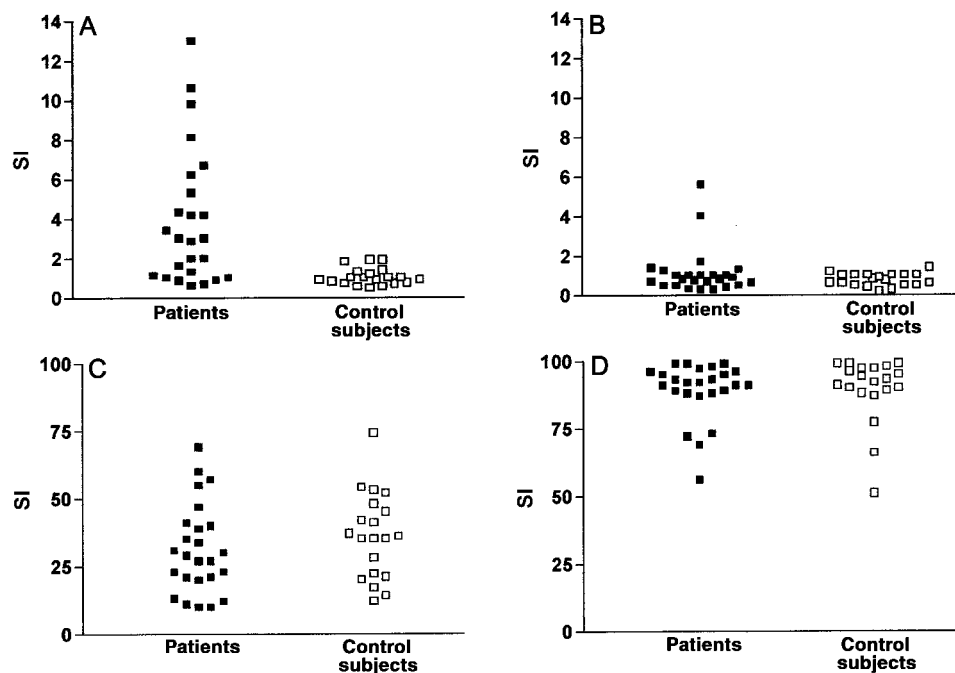 A
14
12
10
8
6
4
2
0
SI
Patients
Control
subjects
B
14
12
10
8
6
4
2
0
SI
Patients
Control
subjects
C
100
75
50
25
0
SI
Patients
Control
subjects
D
100
75
50
25
0
SI
Patients
Control
subjects